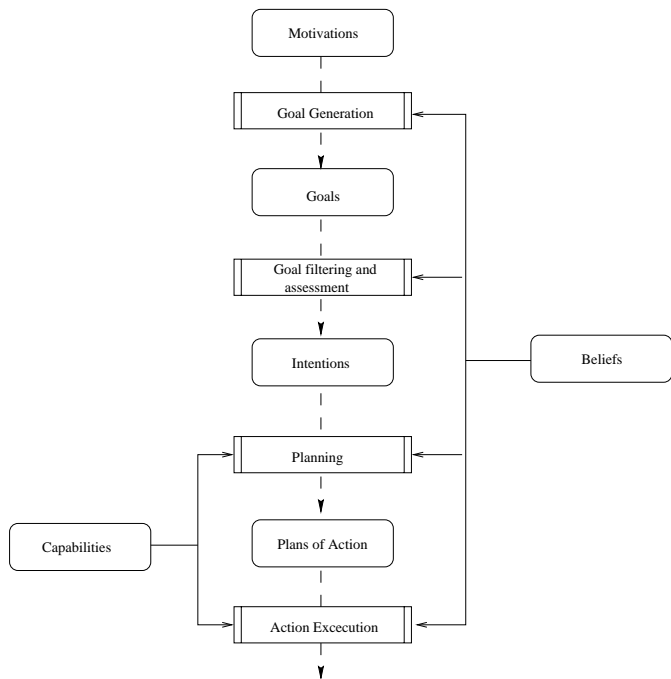 Motivations
Goal Generation
Goals
Goal filtering and
assessment
Intentions
Beliefs
Planning
Capabilities
Plans of Action
Action Excecution